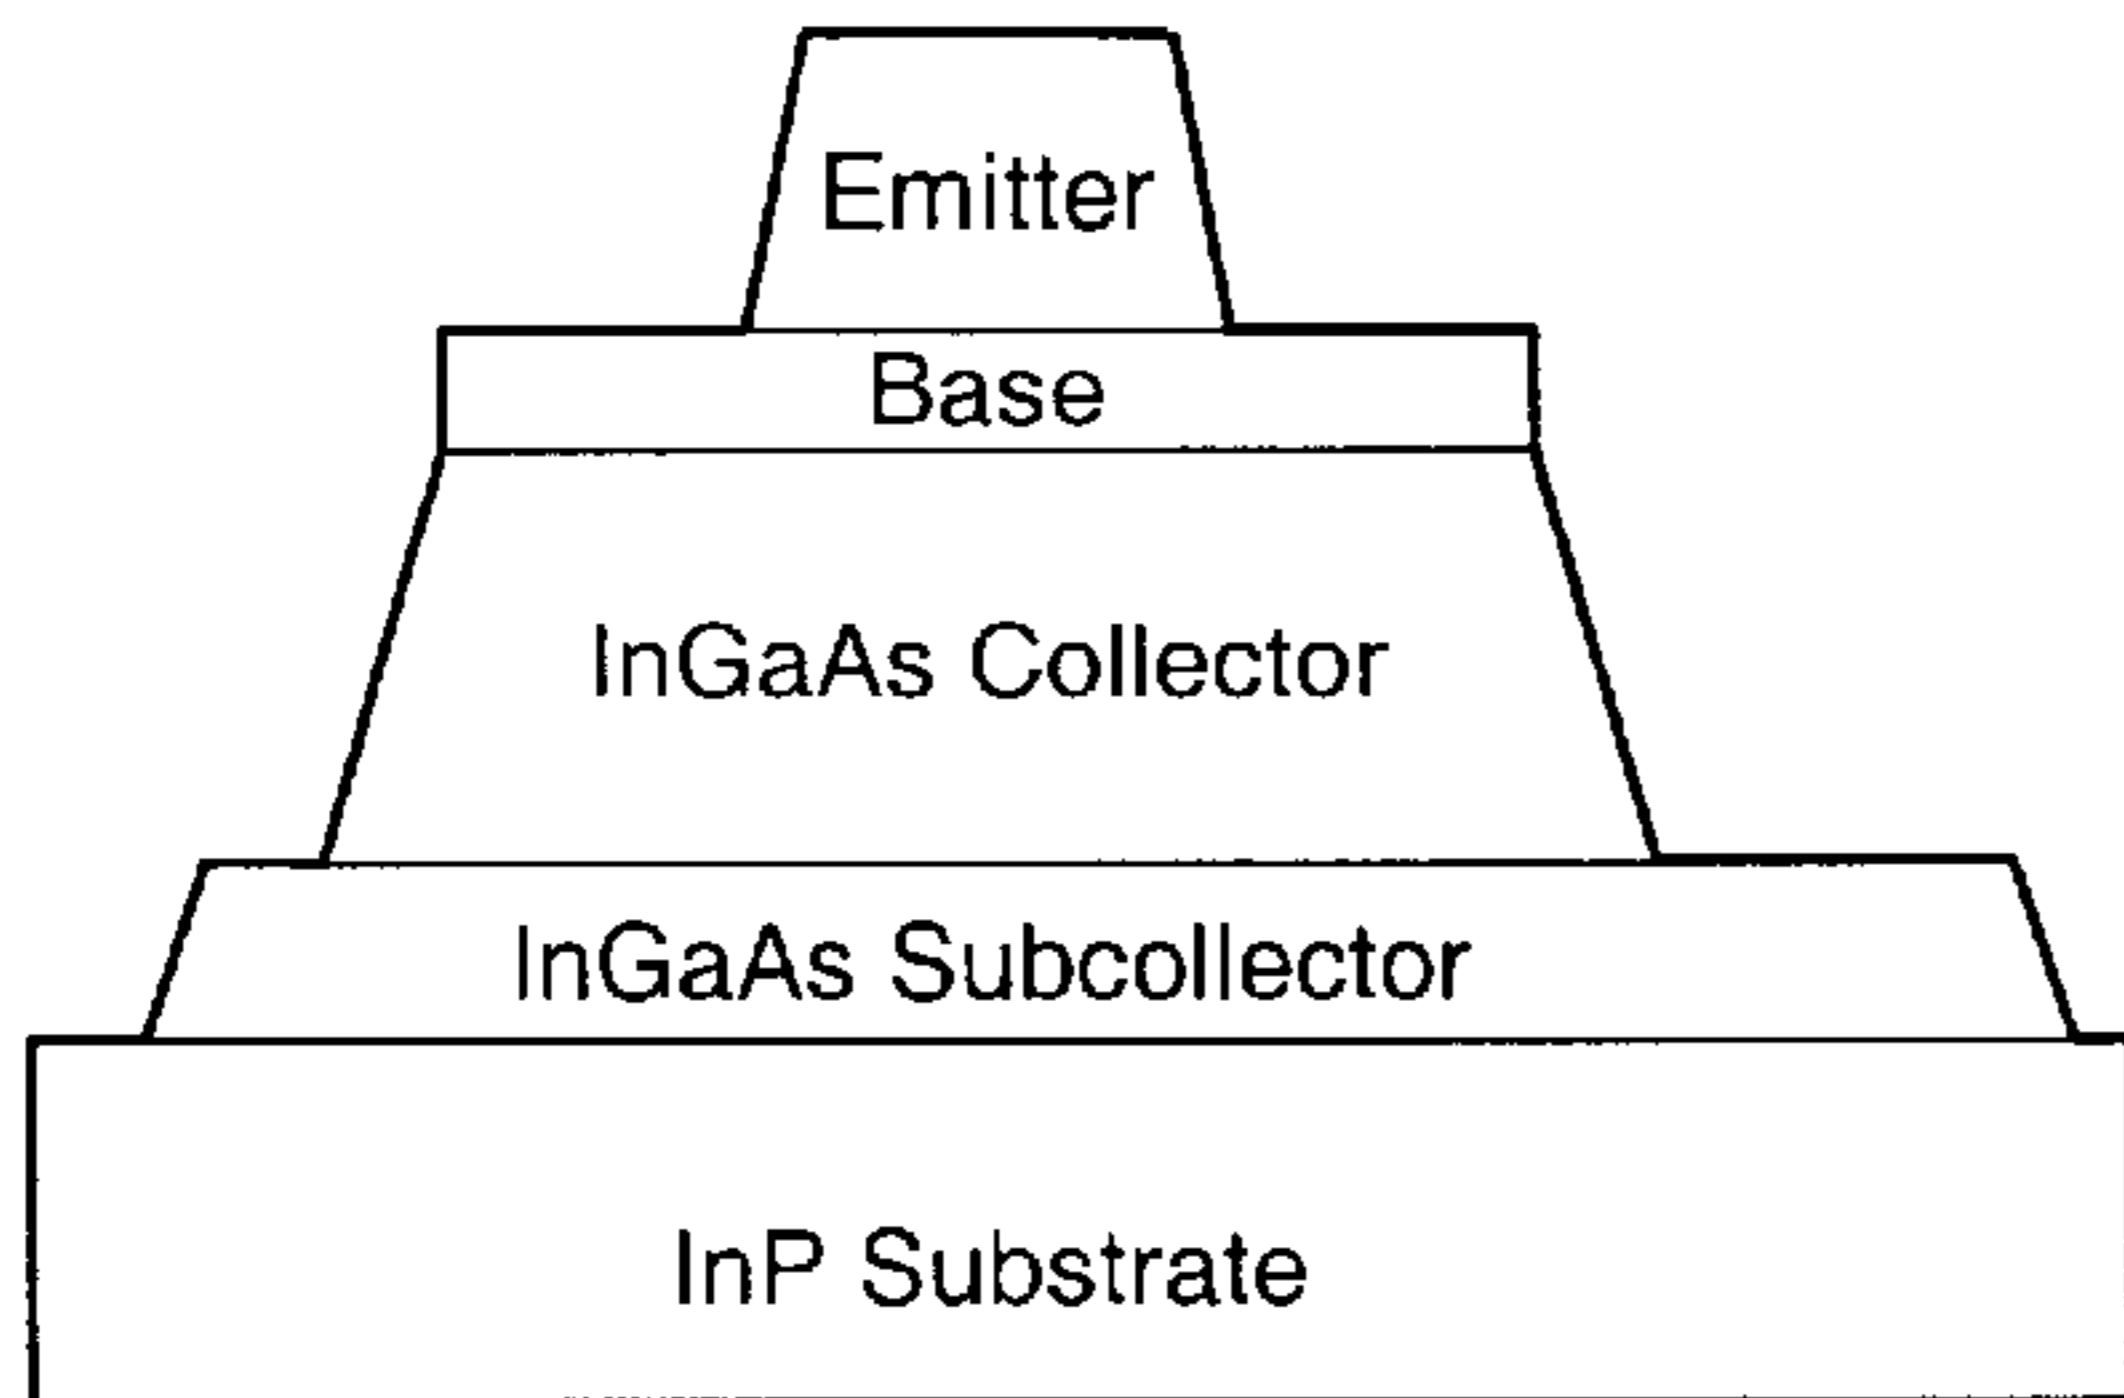 Emitter
Base
InGaAs Collector
InGaAs Subcollector
InP Substrate